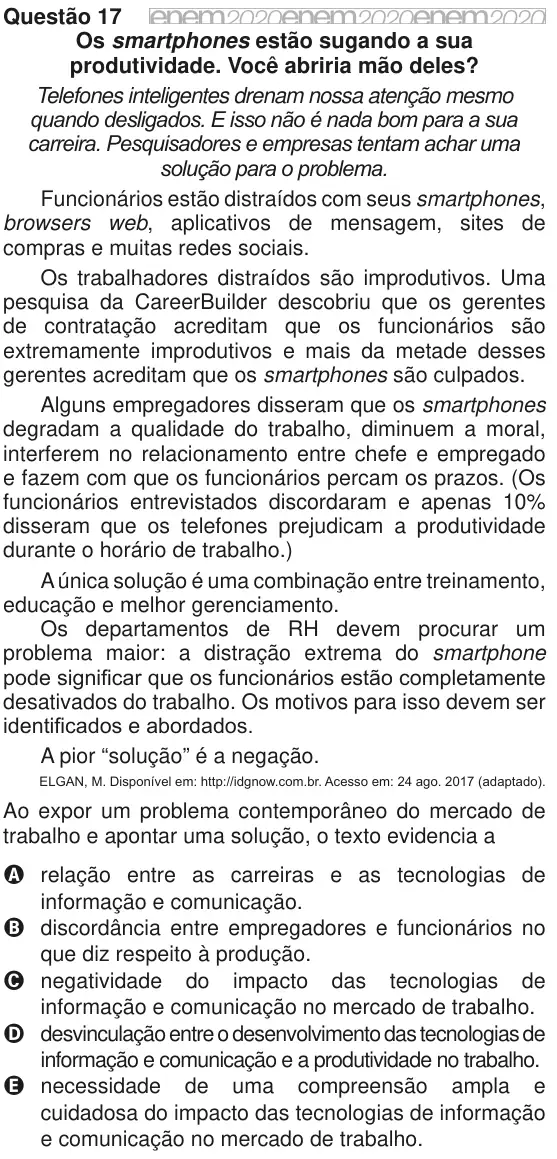 Questão 17 enem2020enem2020enem2020
Os smartphones estão sugando a sua
produtividade. Você abriria mão deles?
Telefones inteligentes drenam nossa atenção mesmo
quando desligados. E isso não é nada bom para a sua
carreira. Pesquisadores e empresas tentam achar uma
solução para o problema.
Funcionários estão distraídos com seus smartphones,
browsers web, aplicativos de mensagem, sites de
compras e muitas redes sociais.
Os trabalhadores distraídos são improdutivos. Uma
pesquisa da CareerBuilder descobriu que os gerentes
de contratação acreditam que os funcionários são
extremamente improdutivos e mais da metade desses
gerentes acreditam que os smartphones são culpados.
Alguns empregadores disseram que os smartphones
degradam a qualidade do trabalho, diminuem a moral,
interferem no relacionamento entre chefe e empregado
e fazem com que os funcionários percam os prazos. (Os
funcionários entrevistados discordaram e apenas 10%
disseram que os telefones prejudicam a produtividade
durante o horário de trabalho.)
A única solução é uma combinação entre treinamento,
educação e melhor gerenciamento.
Os departamentos de RH devem procurar um
problema maior: a distração extrema do smartphone
pode significar que os funcionários estão completamente
desativados do trabalho. Os motivos para isso devem ser
identificados e abordados.
A pior “solução” é a negação.
ELGAN, M. Disponível em: http://idgnow.com.br. Acesso em: 24 ago. 2017 (adaptado).
Ao expor um problema contemporâneo do mercado de
trabalho e apontar uma solução, o texto evidencia a
A relação entre as carreiras e as tecnologias de
informação e comunicação.
B discordância entre empregadores e funcionários no
que diz respeito à produção.
C negatividade do impacto das tecnologias de
informação e comunicação no mercado de trabalho.
D desvinculação entre o desenvolvimento das tecnologias de
informação e comunicação e a produtividade no trabalho.
E necessidade de uma compreensão ampla e
cuidadosa do impacto das tecnologias de informação
e comunicação no mercado de trabalho.